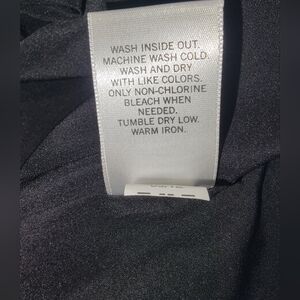 WASH INSIDE OUT.
MACHINE WASH COLD.
WASH AND DRY
WITH LIKE COLORS.
ONLY NON-CHLORINE
BLEACH WHEN
NEEDED.
TUMBLE DRY LOW.
WARM IRON.